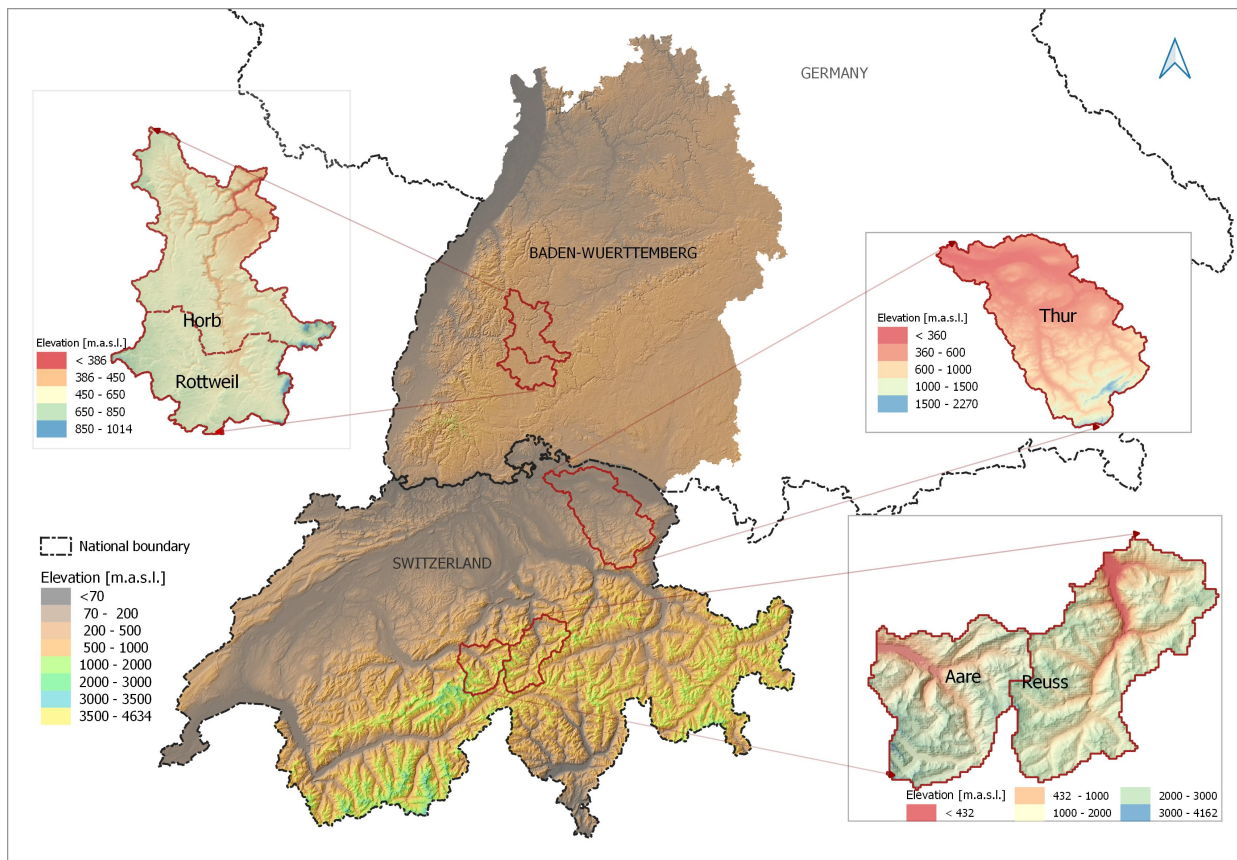 GERMANY
BADEN-WUERTTEMBERG
Horb
Rottweil
Elevation [m.a.s.l.]
< 386
386 - 450
450 - 650
650 - 850
850 - 1014
Thur
Elevation [m.a.s.l.]
< 360
360 - 600
600 - 1000
1000 - 1500
1500 - 2270
SWITZERLAND
National boundary
Elevation [m.a.s.l.]
<70
70 - 200
200 - 500
500 - 1000
1000 - 2000
2000 - 3000
3000 - 3500
3500 - 4634
Aare
Reuss
Elevation [m.a.s.l.]
< 432
432 - 1000
1000 - 2000
2000 - 3000
3000 - 4162